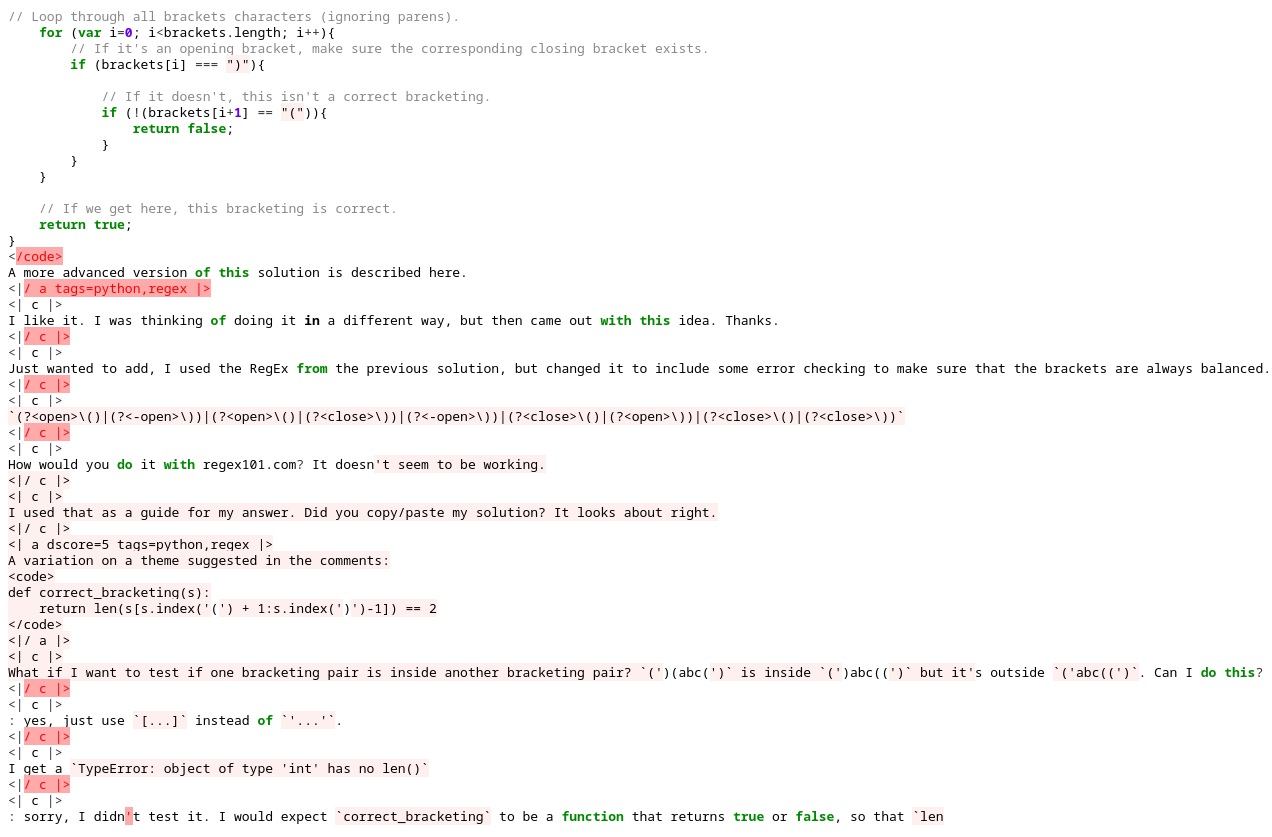 // Loop through all brackets characters (ignoring parens).
    for (var i=0; i<brackets.length; i++){
        // If it's an opening bracket, make sure the corresponding closing bracket exists.
        if (brackets[i] === ")"){
            // If it doesn't, this isn't a correct bracketing.
            if (!(brackets[i+1] == "(")){
                return false;
            }
        }
    }
    // If we get here, this bracketing is correct.
    return true;
}
</code>
A more advanced version of this solution is described here.
<|/ a tags=python,regex |>
<| c |>
I like it. I was thinking of doing it in a different way, but then came out with this idea. Thanks.
<|/ c |>
<| c |>
Just wanted to add, I used the RegEx from the previous solution, but changed it to include some error checking to make sure that the brackets are always balanced.
<|/ c |>
<| c |>
`(?<open>\()|(?<-open>\))|(?<open>\()|(?<close>\))|(?<-open>\))|(?<close>\()|(?<open>\))|(?<close>\()|(?<close>\))`
<|/ c |>
<| c |>
How would you do it with regex101.com? It doesn't seem to be working.
<|/ c |>
<| c |>
I used that as a guide for my answer. Did you copy/paste my solution? It looks about right.
<|/ c |>
<| a dscore=5 tags=python,regex |>
A variation on a theme suggested in the comments:
<code>
def correct_bracketing(s):
    return len(s[s.index('(') + 1:s.index(')')-1]) == 2
</code>
<|/ a |>
<| c |>
What if I want to test if one bracketing pair is inside another bracketing pair? `(')(abc(')` is inside `(')abc((')` but it's outside `('abc((')`. Can I do this?
<|/ c |>
<| c |>
: yes, just use `[...]` instead of `'...'`.
<|/ c |>
<| c |>
I get a `TypeError: object of type 'int' has no len()`
<|/ c |>
<| c |>
: sorry, I didn't test it. I would expect `correct_bracketing` to be a function that returns true or false, so that `len